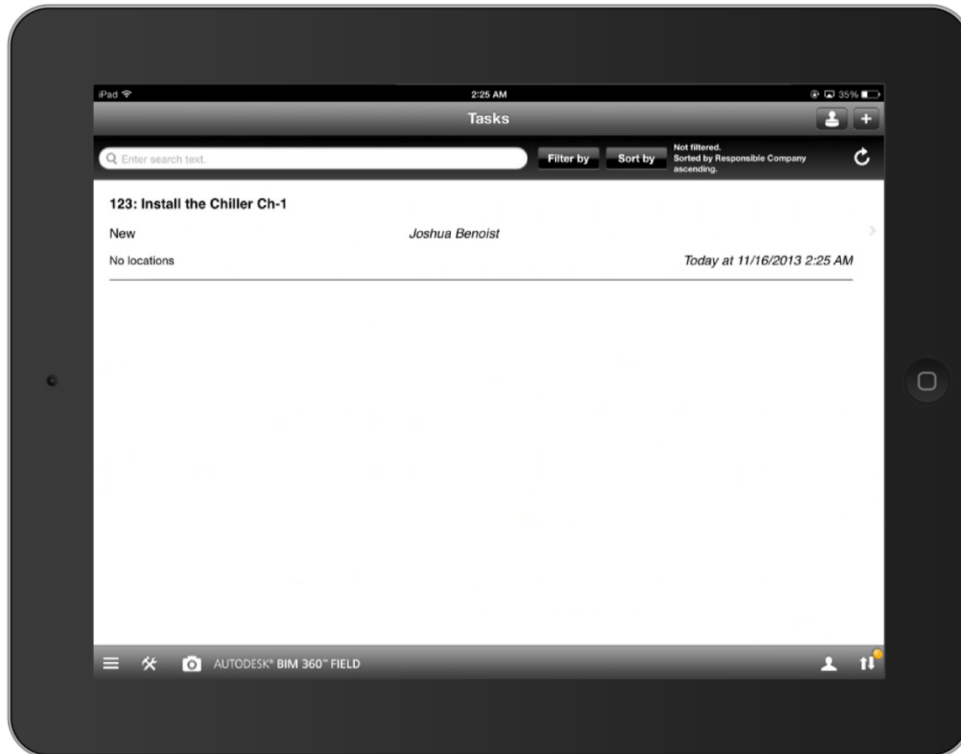 iPad
2:25 AM
35%
Tasks
+
Enter search text.
Filter by
Sort by
Not filtered.
Sorted by Responsible Company
ascending.
123: Install the Chiller Ch-1
New
Joshua Benoist
No locations
Today at 11/16/2013 2:25 AM
AUTODESK® BIM 360™ FIELD